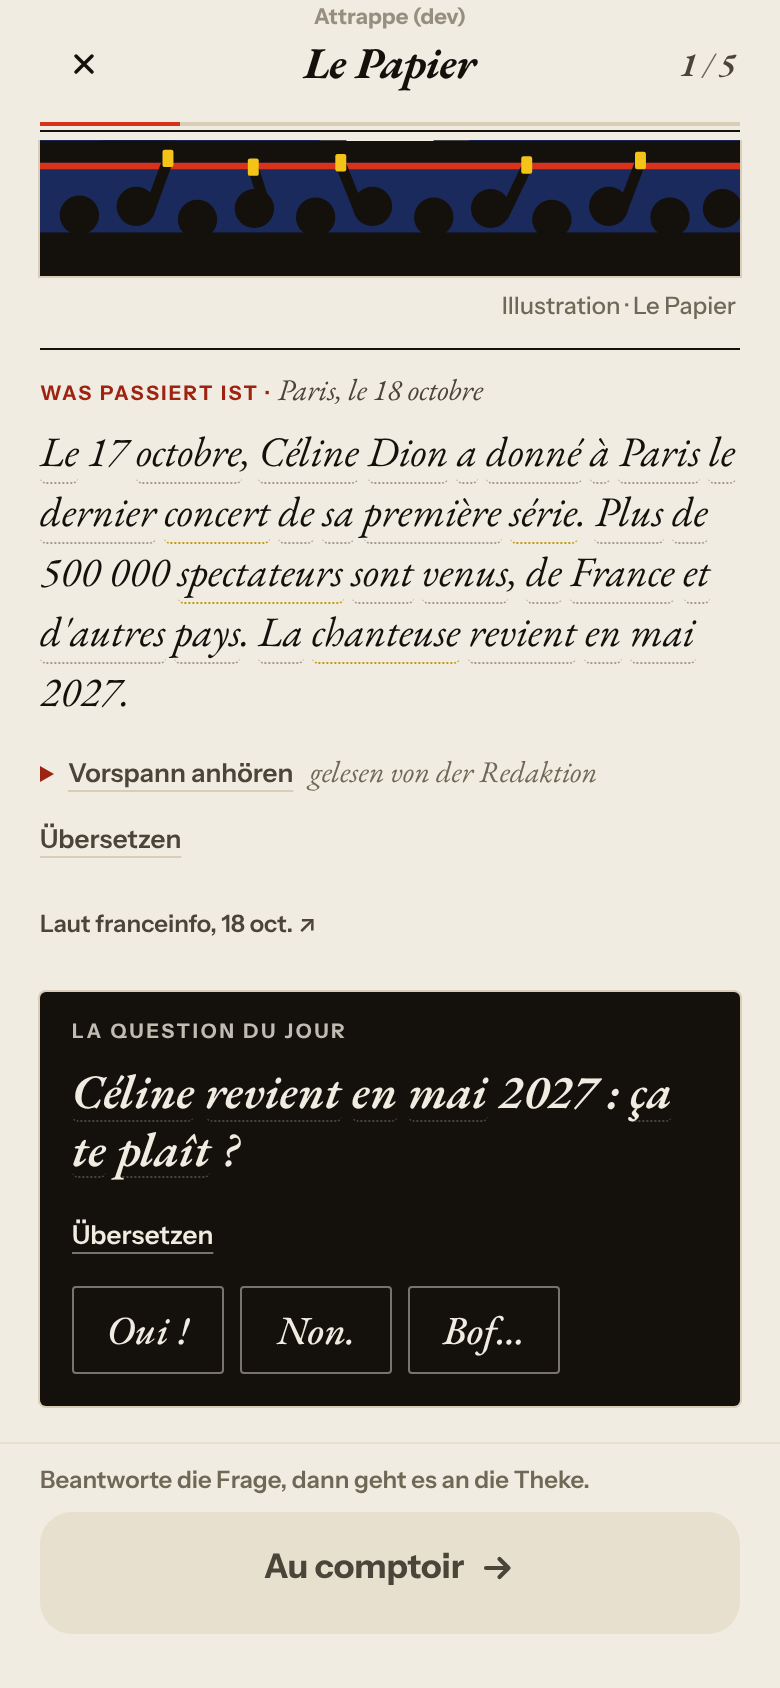 Attrappe (dev)
× Le Papier 1 / 5
Illustration · Le Papier
WAS PASSIERT IST · Paris, le 18 octobre
Le 17 octobre, Céline Dion a donné à Paris le
dernier concert de sa première série. Plus de
500 000 spectateurs sont venus, de France et
d'autres pays. La chanteuse revient en mai
2027.
Vorspann anhören gelesen von der Redaktion
Übersetzen
Laut franceinfo, 18 oct. ↗
LA QUESTION DU JOUR
Céline revient en mai 2027 : ça
te plaît ?
Übersetzen
Oui ! Non. Bof...
Beantworte die Frage, dann geht es an die Theke.
Au comptoir →